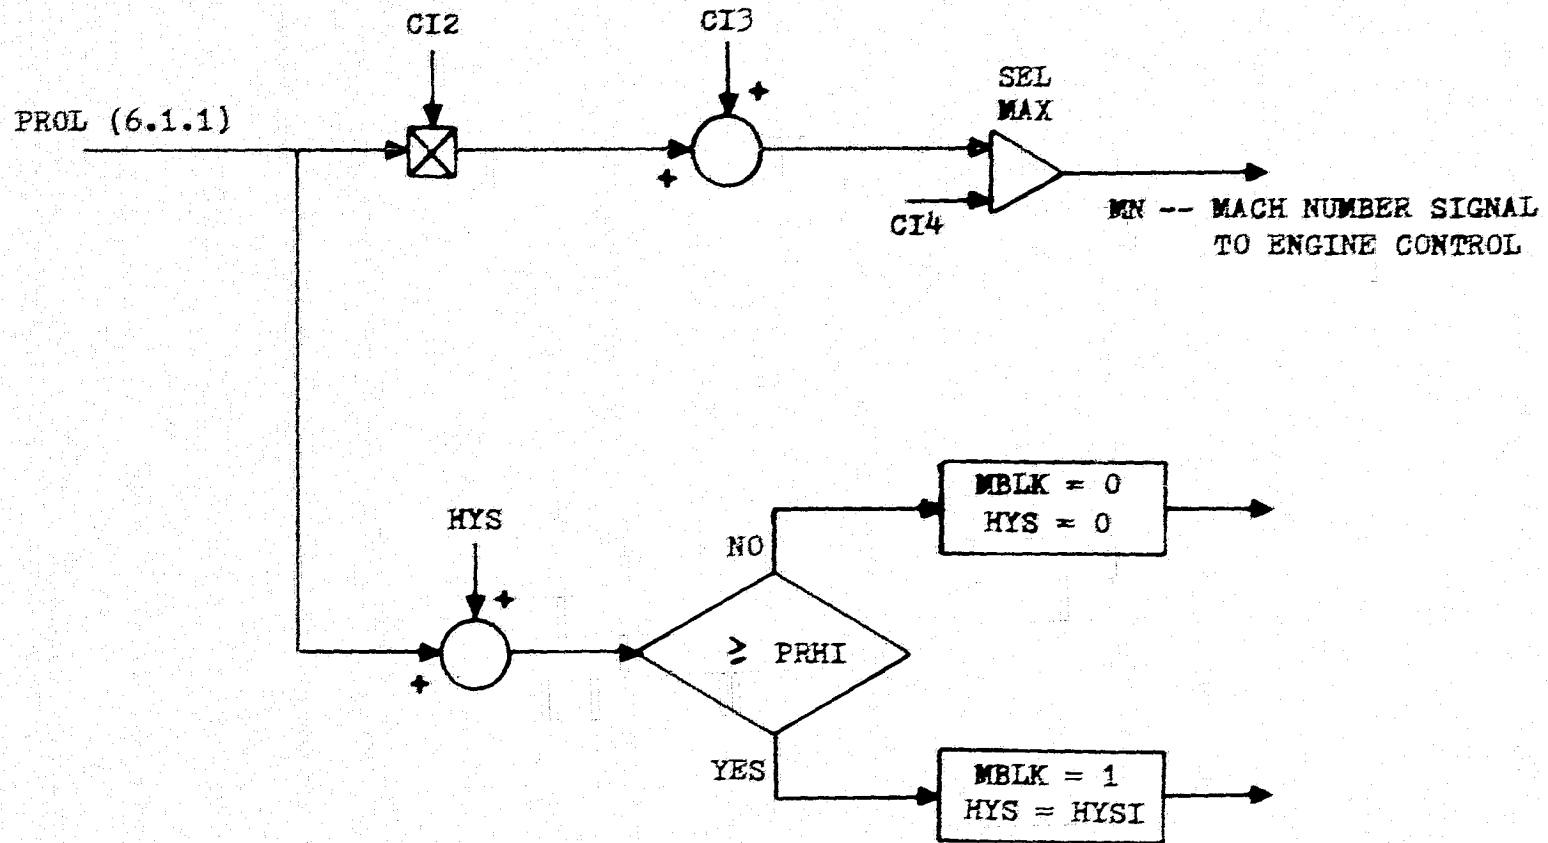 CI2
CI3
SEL
MAX
PROL (6.1.1)
+
+
CI4
MN -- MACH NUMBER SIGNAL
TO ENGINE CONTROL
HYS
+
+
NO
MBLK = 0
HYS = 0
≥ PRHI
YES
MBLK = 1
HYS = HYSI